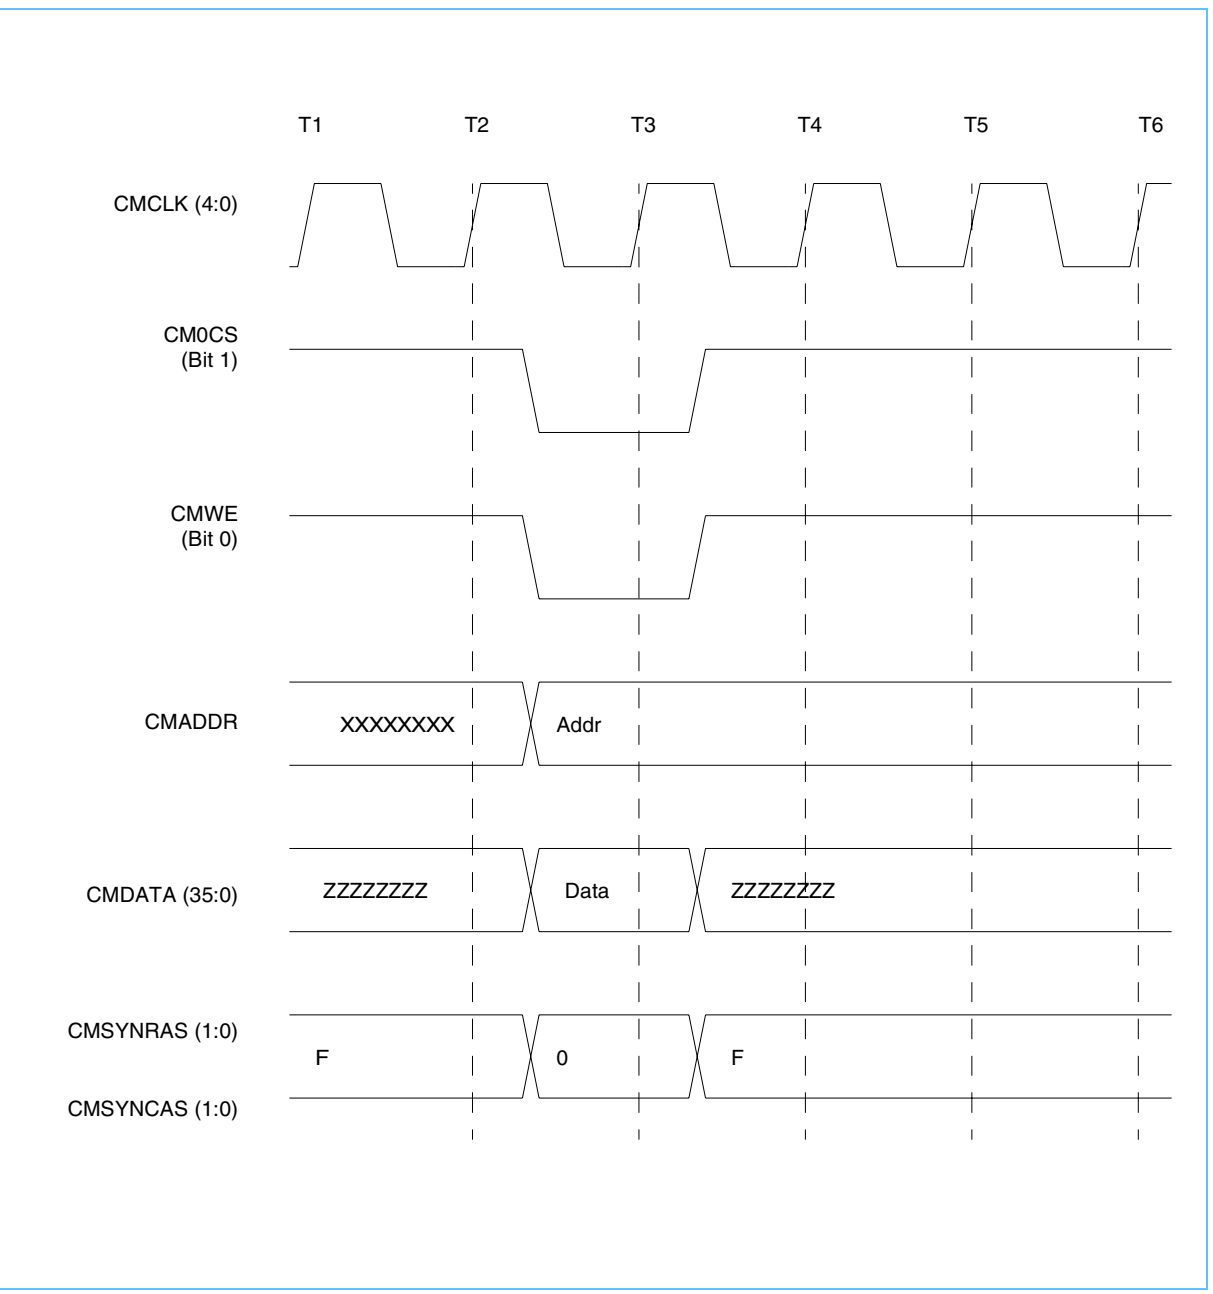 T1 T2 T3 T4 T5 T6
CMCLK (4:0)
CM0CS
(Bit 1)
CMWE
(Bit 0)
CMADDR XXXXXXXX Addr
CMDATA (35:0) ZZZZZZZZ Data ZZZZZZZZ
CMSYNRAS (1:0)
F 0 F
CMSYNCAS (1:0)